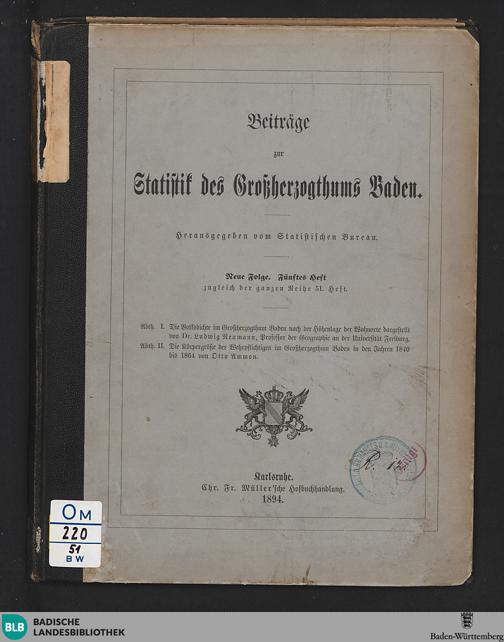 Beiträge
zur
Statistik des Großherzogthums Baden.
Herausgegeben vom Statistischen Bureau.
Neue Folge. Fünftes Heft
zugleich der ganzen Reihe 51. Heft.
Abth. I. Die Volksdichte im Großherzogthum Baden nach der Höhenlage der Wohnorte dargestellt
von Dr. Ludwig Neumann, Professor der Geographie an der Universität Freiburg.
Abth. II. Die Körpergröße der Wehrpflichtigen im Großherzogthum Baden in den Jahren 1840
bis 1864 von Otto Ammon.
Karlsruhe.
Chr. Fr. Müller'sche Hofbuchhandlung.
1894.
OM
220
51
BW
BLB
BADISCHE
LANDESBIBLIOTHEK
Baden-Württemberg